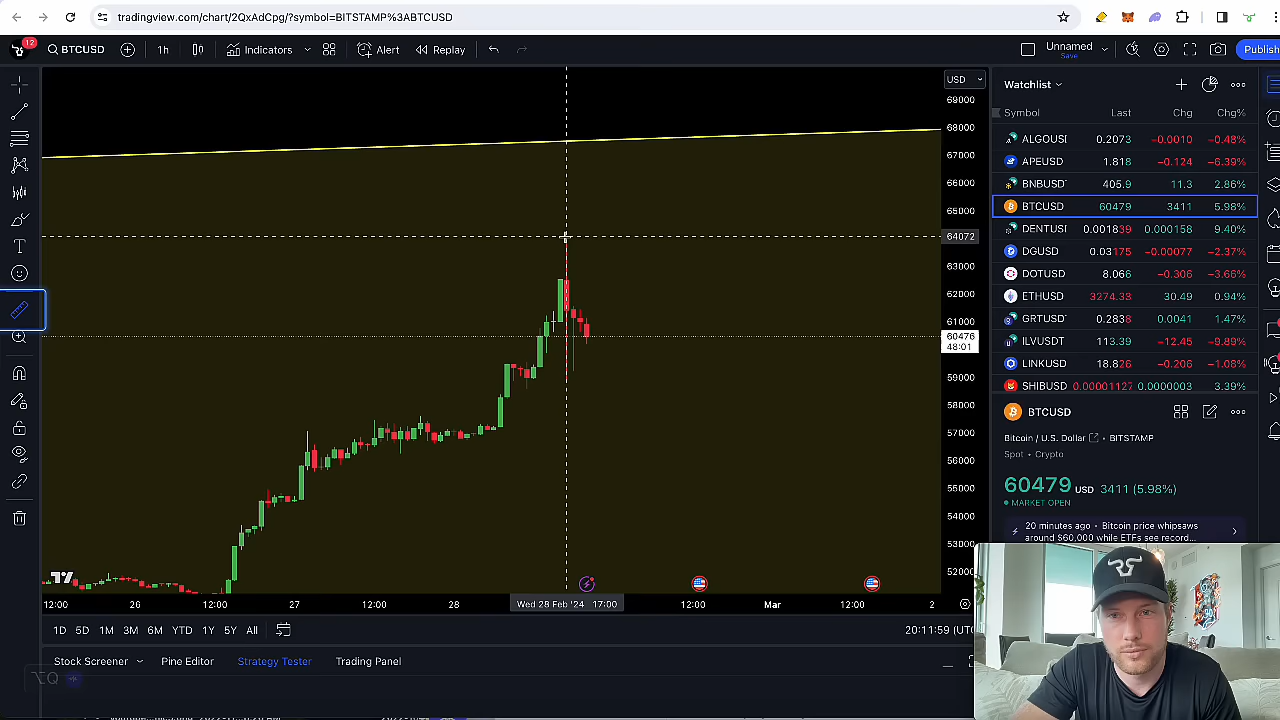 tradingview.com/chart/2QxAdCpg/?symbol=BITSTAMP%3ABTCUSD
12
BTCUSD
1h
Indicators
Alert
Replay
Unnamed
Save
Publish
USD
69000
68000
67000
66000
65000
64072
63000
62000
61000
60476
48:01
59000
58000
57000
56000
55000
54000
53000
52000
12:00 26 12:00 27 12:00 28 Wed 28 Feb '24 17:00 12:00 Mar 12:00 2
1D 5D 1M 3M 6M YTD 1Y 5Y All
20:11:59 (UTC
Stock Screener Pine Editor Strategy Tester Trading Panel
Watchlist
Symbol Last Chg Chg%
ALGOUSI 0.2073 −0.0010 −0.48%
APEUSD 1.818 −0.124 −6.39%
BNBUSD 405.9 11.3 2.86%
BTCUSD 60479 3411 5.98%
DENTUSI 0.001839 0.000158 9.40%
DGUSD 0.03175 −0.00077 −2.37%
DOTUSD 8.066 −0.306 −3.66%
ETHUSD 3274.33 30.49 0.94%
GRTUSD 0.2838 0.0041 1.47%
ILVUSDT 113.39 −12.45 −9.89%
LINKUSD 18.826 −0.206 −1.08%
SHIBUSD 0.00001127 0.0000003 3.39%
BTCUSD
Bitcoin / U.S. Dollar • BITSTAMP
Spot • Crypto
60479 USD 3411 (5.98%)
MARKET OPEN
20 minutes ago • Bitcoin price whipsaws
around $60,000 while ETFs see record...